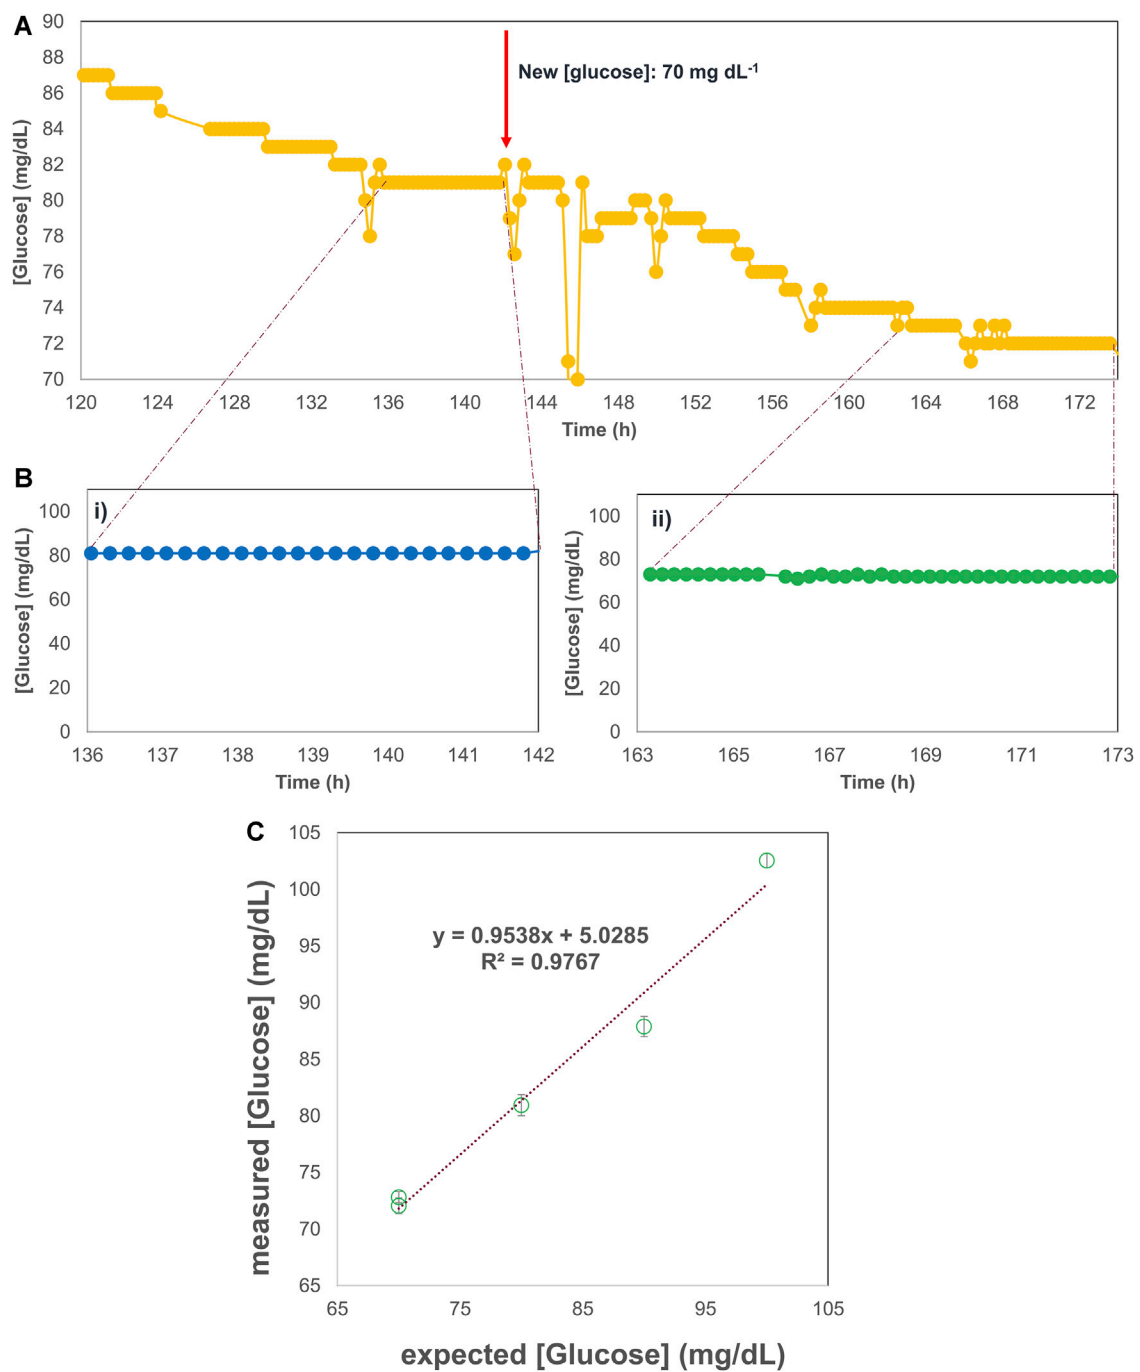 A
[Glucose] (mg/dL)
90
88
86
84
82
80
78
76
74
72
70
New [glucose]: 70 mg dL⁻¹
120 124 128 132 136 140 144 148 152 156 160 164 168 172
Time (h)
B
i)
[Glucose] (mg/dL)
100
80
60
40
20
0
136 137 138 139 140 141 142
Time (h)
ii)
[Glucose] (mg/dL)
100
80
60
40
20
0
163 165 167 169 171 173
Time (h)
C
measured [Glucose] (mg/dL)
105
100
95
90
85
80
75
70
65
y = 0.9538x + 5.0285
R² = 0.9767
65 75 85 95 105
expected [Glucose] (mg/dL)